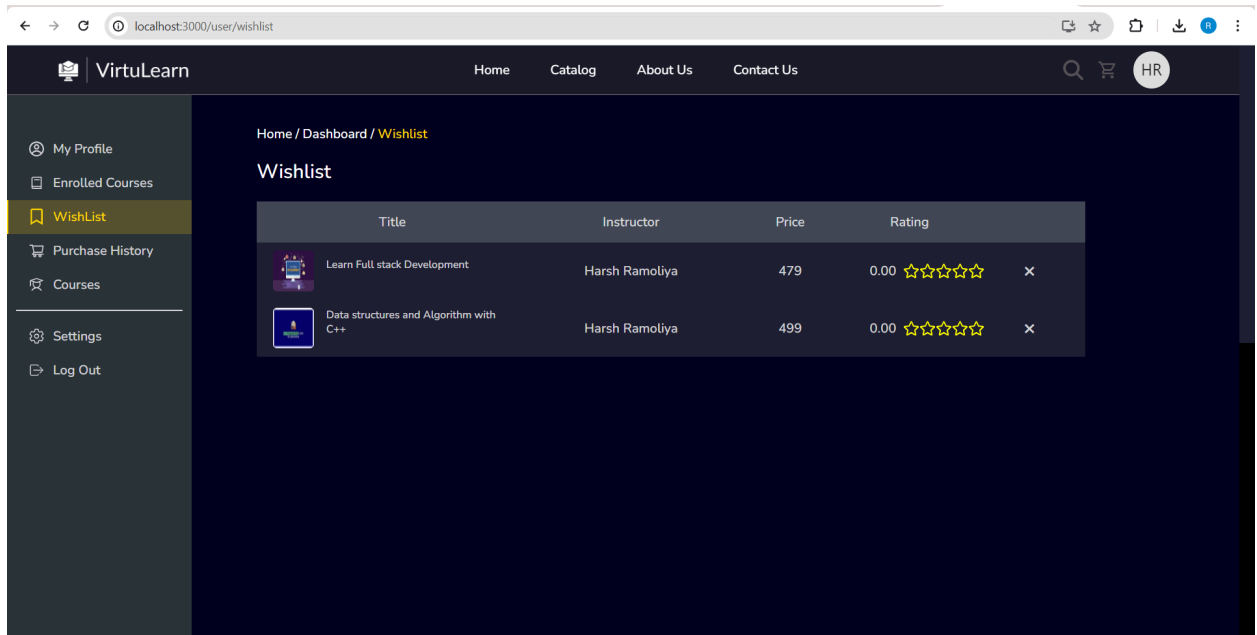 localhost:3000/user/wishlist
R
VirtuLearn
Home Catalog About Us Contact Us
HR
My Profile
Enrolled Courses
WishList
Purchase History
Courses
Settings
Log Out
Home / Dashboard / Wishlist
Wishlist
Title Instructor Price Rating
Learn Full stack Development Harsh Ramoliya 479 0.00
Data structures and Algorithm with
C++ Harsh Ramoliya 499 0.00